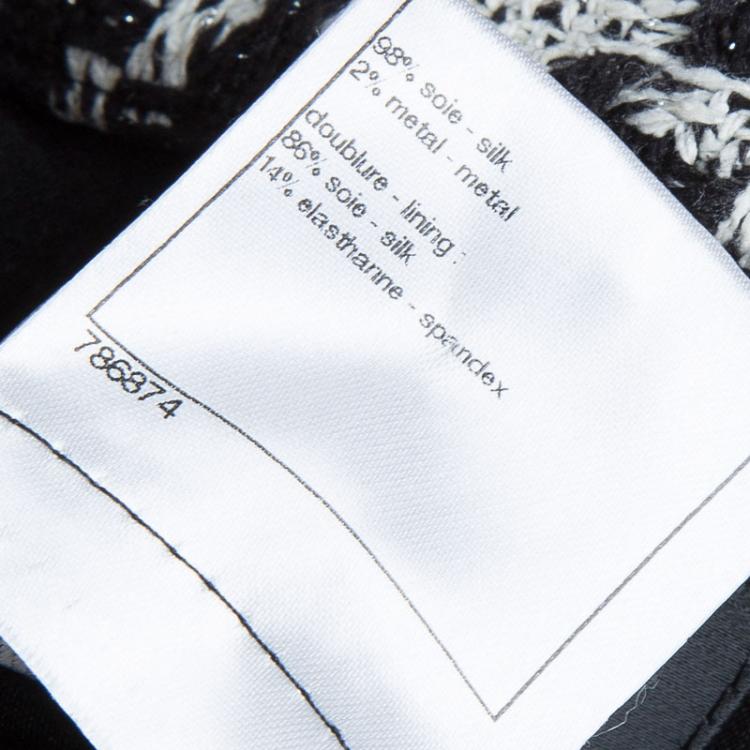 98% soie - silk
2% metal - metal
doublure - lining :
86% soie - silk
14% elasthanne - spandex
786874